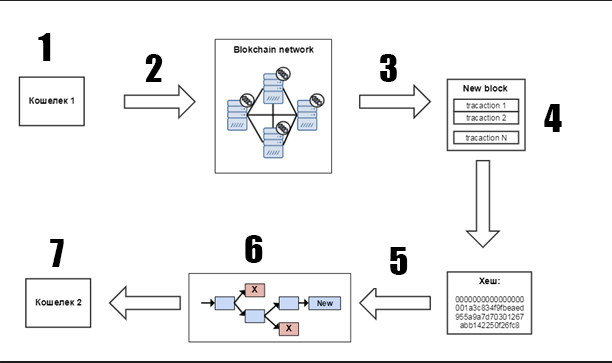 1
Кошелек 1
2
Blokchain network
3
New block
tracaction 1
tracaction 2
tracaction N
4
Хеш:
0000000000000000
001a3c834f9fbeaed
955a9a7d70301267
abb142250f26fc8
5
6
X
New
X
7
Кошелек 2